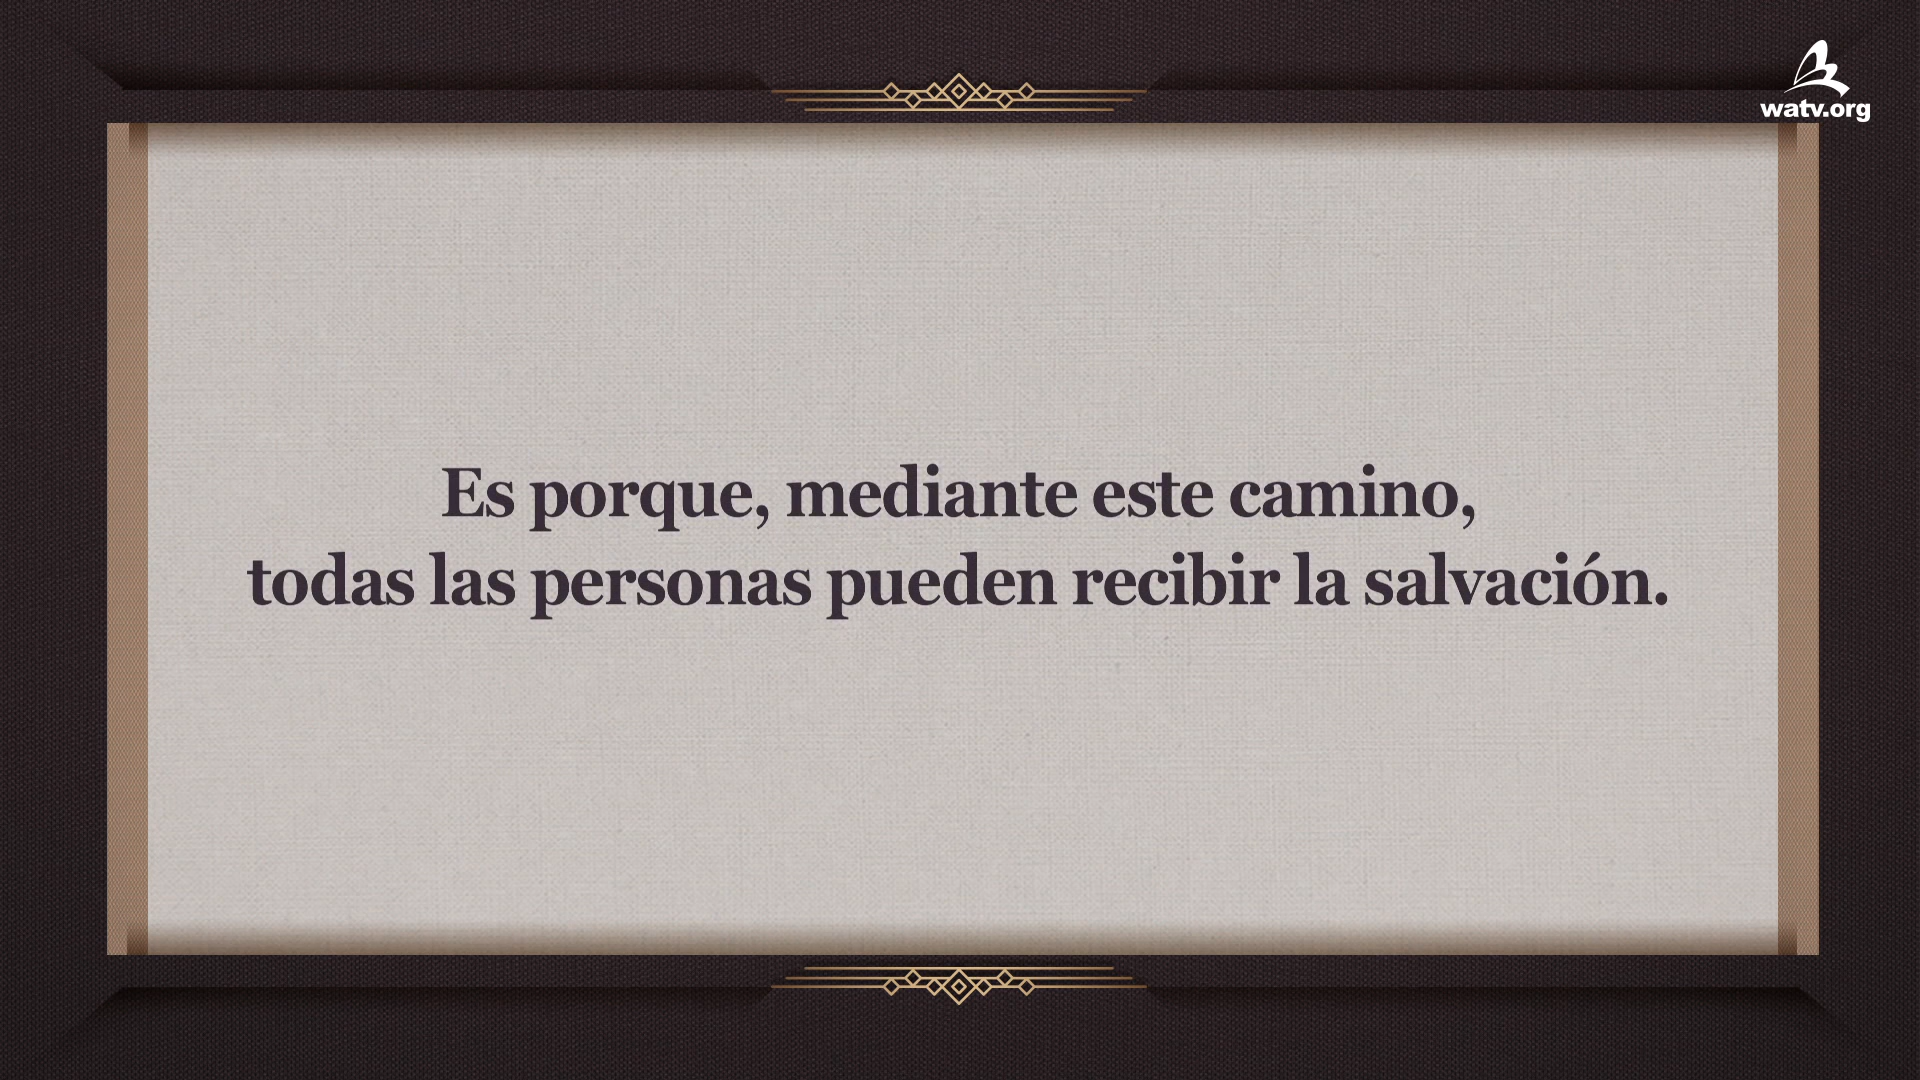 watv.org
Es porque, mediante este camino,
todas las personas pueden recibir la salvación.